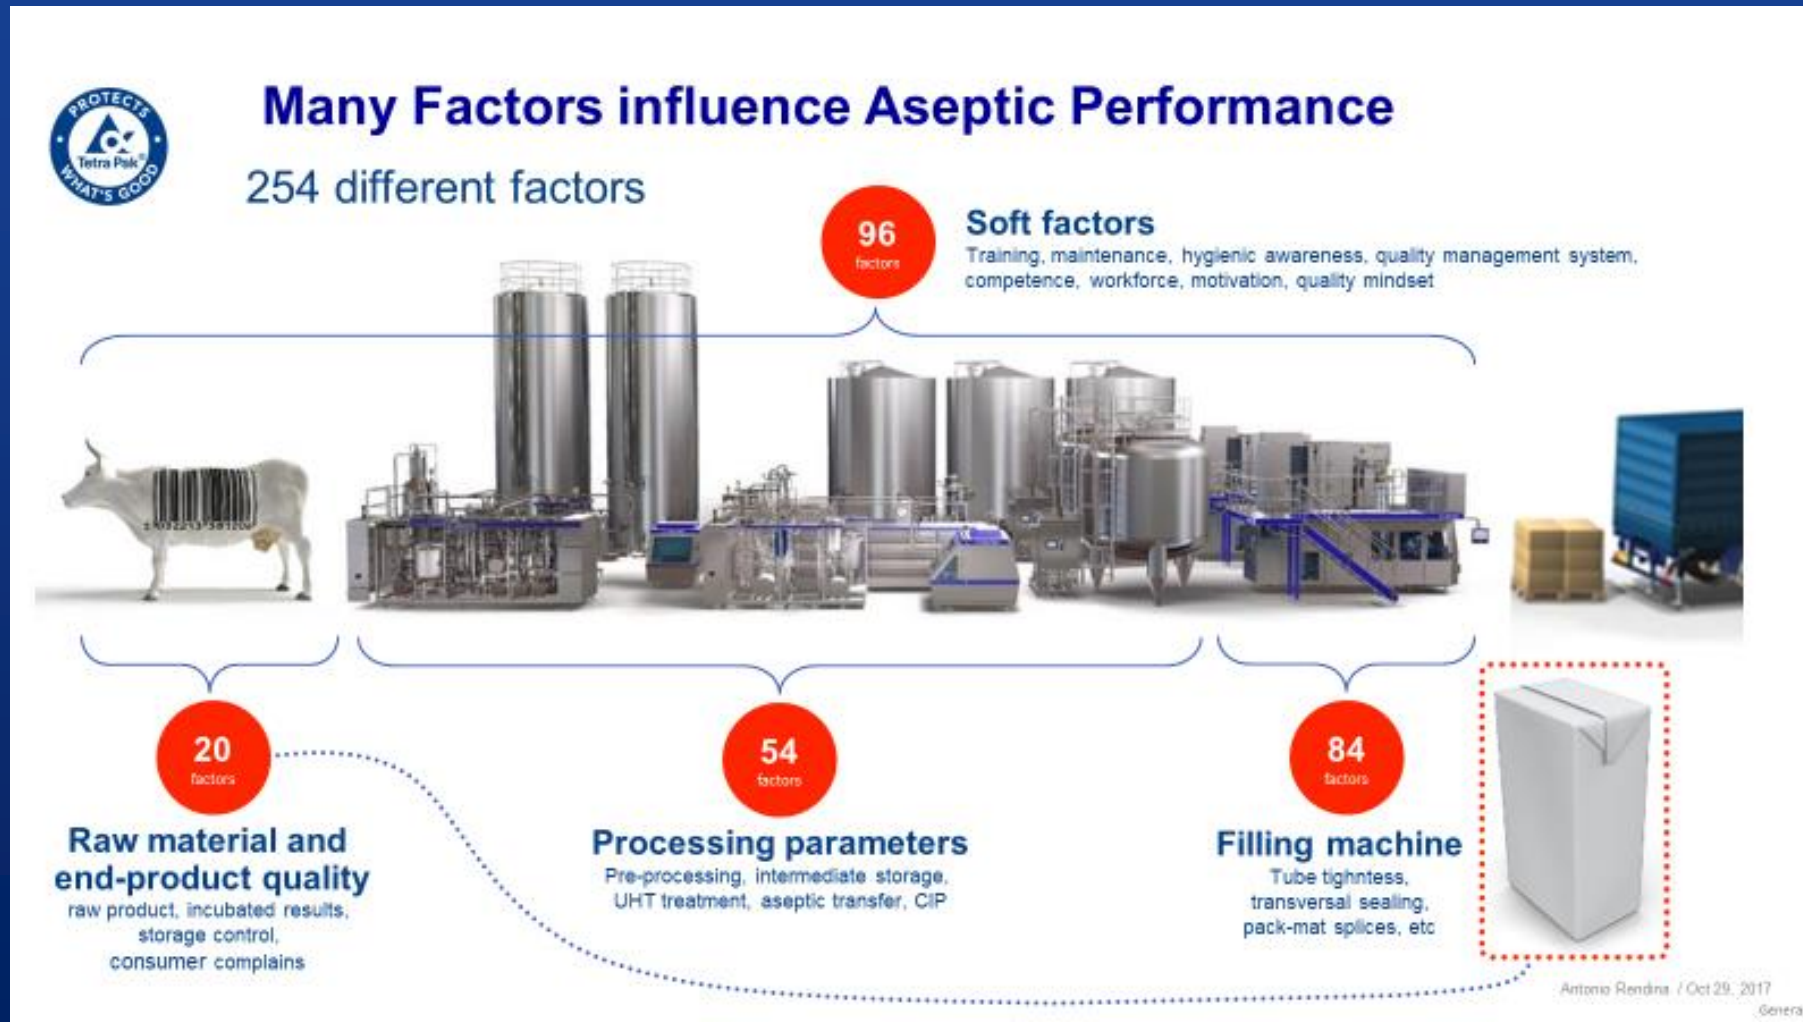 PROTECTS
Tetra Pak®
WHAT'S GOOD
Many Factors influence Aseptic Performance
254 different factors
96
factors
Soft factors
Training, maintenance, hygienic awareness, quality management system,
competence, workforce, motivation, quality mindset
20
factors
Raw material and
end-product quality
raw product, incubated results,
storage control,
consumer complains
54
factors
Processing parameters
Pre-processing, intermediate storage,
UHT treatment, aseptic transfer, CIP
84
factors
Filling machine
Tube tighntess,
transversal sealing,
pack-mat splices, etc
Antonio Rendina / Oct 29, 2017
Genera